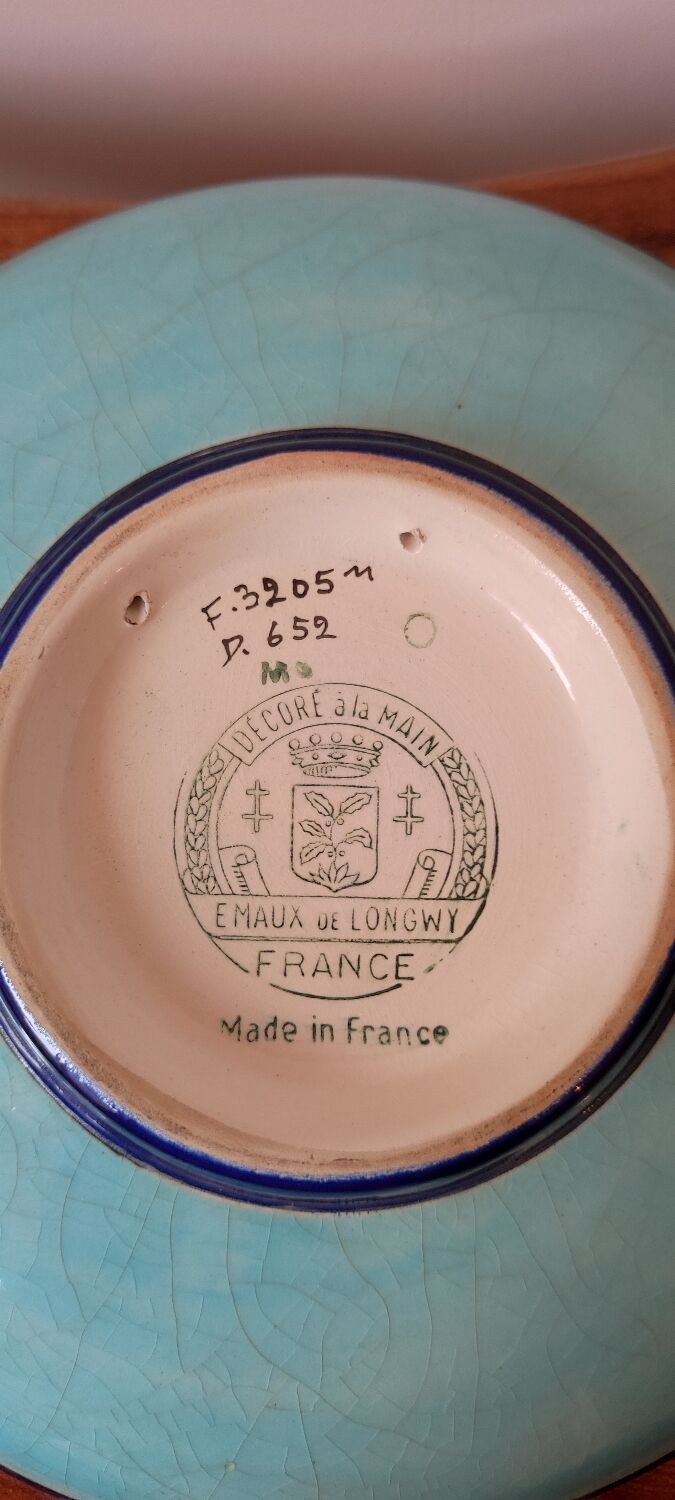 F.3205 M
D. 652
DÉCORÉ à la MAIN
EMAUX DE LONGWY
FRANCE
Made in France